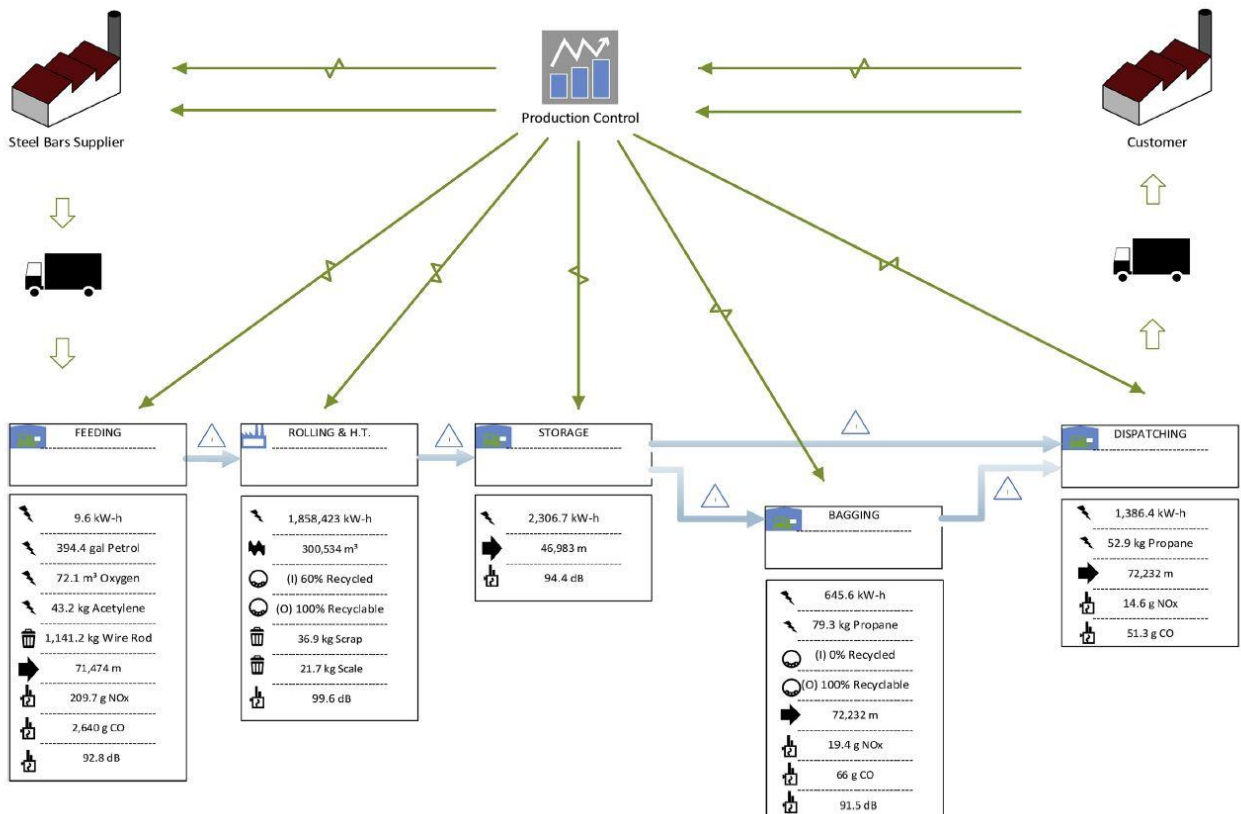 Steel Bars Supplier
Production Control
Customer
FEEDING
9.6 kW-h
394.4 gal Petrol
72.1 m³ Oxygen
43.2 kg Acetylene
1,141.2 kg Wire Rod
71,474 m
209.7 g NOx
2,640 g CO
92.8 dB
ROLLING & H.T.
1,858,423 kW-h
300,534 m³
(I) 60% Recycled
(O) 100% Recyclable
36.9 kg Scrap
21.7 kg Scale
99.6 dB
STORAGE
2,306.7 kW-h
46,983 m
94.4 dB
BAGGING
645.6 kW-h
79.3 kg Propane
(I) 0% Recycled
(O) 100% Recyclable
72,232 m
19.4 g NOx
66 g CO
91.5 dB
DISPATCHING
1,386.4 kW-h
52.9 kg Propane
72,232 m
14.6 g NOx
51.3 g CO